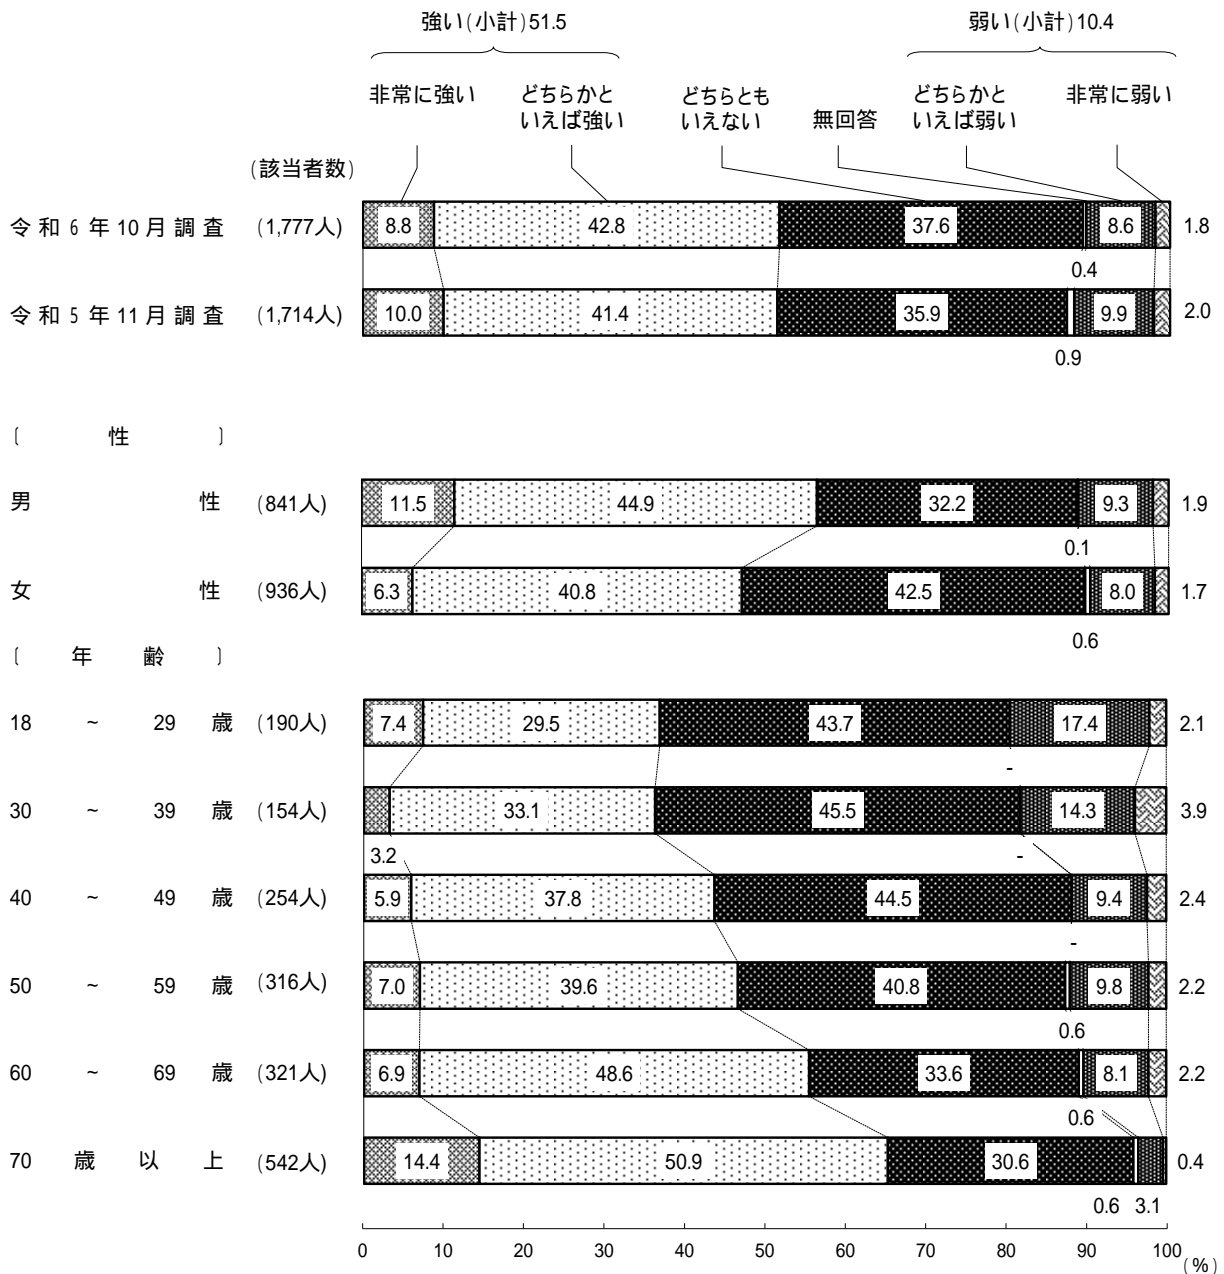 強い(小計)51.5 弱い(小計)10.4
非常に強い どちらかと
いえば強い どちらとも
いえない 無回答 どちらかと
いえば弱い 非常に弱い
(該当者数)
令和6年10月調査 (1,777人) 8.8 42.8 37.6 8.6 1.8
0.4
令和5年11月調査 (1,714人) 10.0 41.4 35.9 9.9 2.0
0.9
〔 性 〕
男 性 (841人) 11.5 44.9 32.2 9.3 1.9
0.1
女 性 (936人) 6.3 40.8 42.5 8.0 1.7
0.6
〔 年 齢 〕
18 ~ 29 歳 (190人) 7.4 29.5 43.7 17.4 2.1
-
30 ~ 39 歳 (154人) 33.1 45.5 14.3 3.9
3.2 -
40 ~ 49 歳 (254人) 5.9 37.8 44.5 9.4 2.4
-
50 ~ 59 歳 (316人) 7.0 39.6 40.8 9.8 2.2
0.6
60 ~ 69 歳 (321人) 6.9 48.6 33.6 8.1 2.2
0.6
70 歳 以 上 (542人) 14.4 50.9 30.6 0.4
0.6 3.1
0 10 20 30 40 50 60 70 80 90 100
(%)